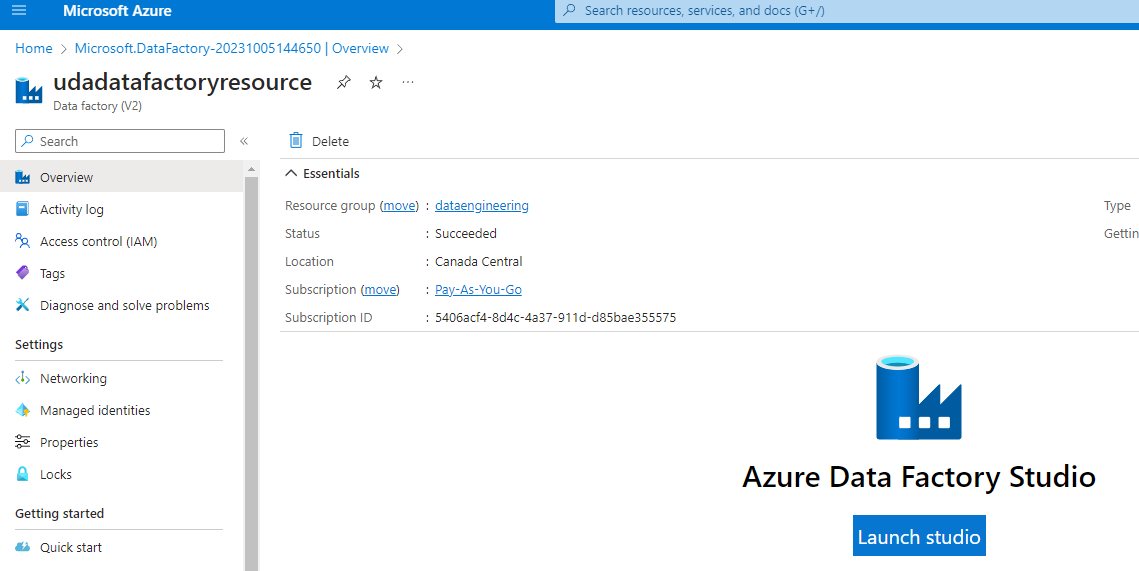 Microsoft Azure
Search resources, services, and docs (G+/)
Home > Microsoft.DataFactory-20231005144650 | Overview >
udadatafactoryresource
Data factory (V2)
Search
«
Overview
Activity log
Access control (IAM)
Tags
Diagnose and solve problems
Settings
Networking
Managed identities
Properties
Locks
Getting started
Quick start
Delete
Essentials
Resource group (move) : dataengineering
Status : Succeeded
Location : Canada Central
Subscription (move) : Pay-As-You-Go
Subscription ID : 5406acf4-8d4c-4a37-911d-d85bae355575
Type
Gettin
Azure Data Factory Studio
Launch studio